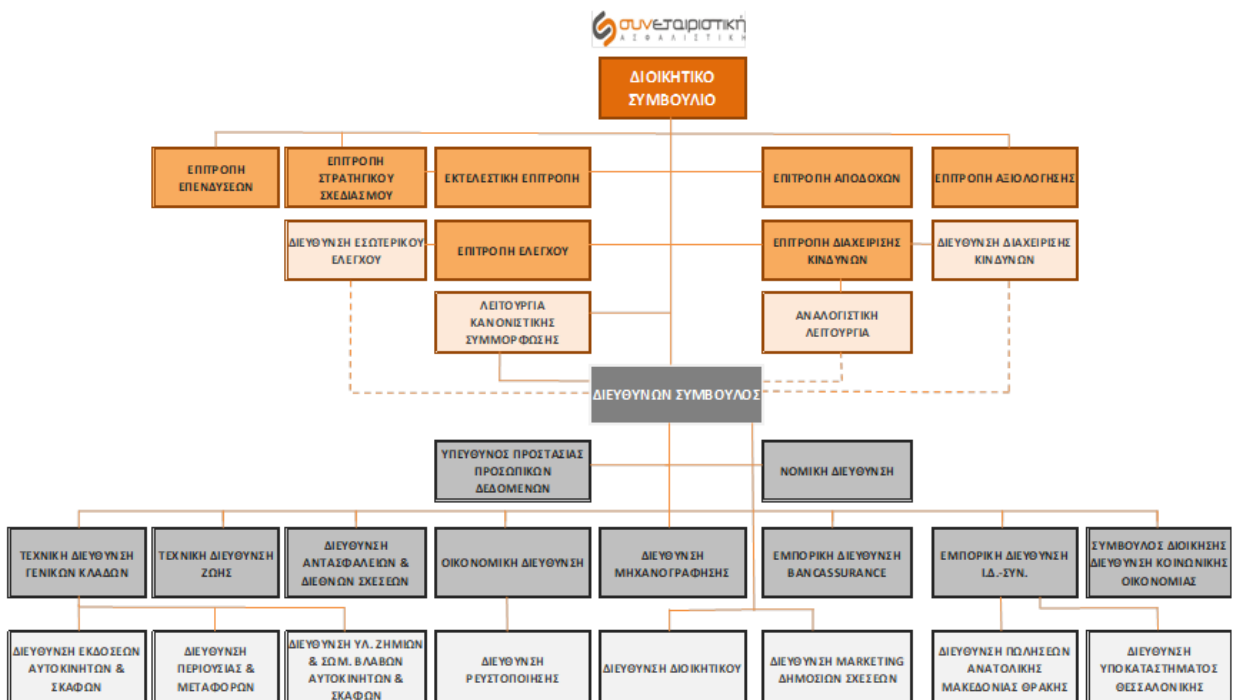 συνεταιριστική
ΑΣΦΑΛΙΣΤΙΚΗ
ΔΙΟΙΚΗΤΙΚΟ
ΣΥΜΒΟΥΛΙΟ
ΕΠΙΤΡΟΠΗ
ΕΠΕΝΔΥΣΕΩΝ
ΕΠΙΤΡΟΠΗ
ΣΤΡΑΤΗΓΙΚΟΥ
ΣΧΕΔΙΑΣΜΟΥ
ΕΚΤΕΛΕΣΤΙΚΗ ΕΠΙΤΡΟΠΗ
ΕΠΙΤΡΟΠΗ ΑΠΟΔΟΧΩΝ
ΕΠΙΤΡΟΠΗ ΑΞΙΟΛΟΓΗΣΗΣ
ΔΙΕΥΘΥΝΣΗ ΕΣΩΤΕΡΙΚΟΥ
ΕΛΕΓΧΟΥ
ΕΠΙΤΡΟΠΗ ΕΛΕΓΧΟΥ
ΕΠΙΤΡΟΠΗ ΔΙΑΧΕΙΡΙΣΗΣ
ΚΙΝΔΥΝΩΝ
ΔΙΕΥΘΥΝΣΗ ΔΙΑΧΕΙΡΙΣΗΣ
ΚΙΝΔΥΝΩΝ
ΛΕΙΤΟΥΡΓΙΑ
ΚΑΝΟΝΙΣΤΙΚΗΣ
ΣΥΜΜΟΡΦΩΣΗΣ
ΑΝΑΛΟΓΙΣΤΙΚΗ
ΛΕΙΤΟΥΡΓΙΑ
ΔΙΕΥΘΥΝΩΝ ΣΥΜΒΟΥΛΟΣ
ΥΠΕΥΘΥΝΟΣ ΠΡΟΣΤΑΣΙΑΣ
ΠΡΟΣΩΠΙΚΩΝ
ΔΕΔΟΜΕΝΩΝ
ΝΟΜΙΚΗ ΔΙΕΥΘΥΝΣΗ
ΤΕΧΝΙΚΗ ΔΙΕΥΘΥΝΣΗ
ΓΕΝΙΚΩΝ ΚΛΑΔΩΝ
ΤΕΧΝΙΚΗ ΔΙΕΥΘΥΝΣΗ
ΖΩΗΣ
ΔΙΕΥΘΥΝΣΗ
ΑΝΤΑΣΦΑΛΕΙΩΝ &
ΔΙΕΘΝΩΝ ΣΧΕΣΕΩΝ
ΟΙΚΟΝΟΜΙΚΗ ΔΙΕΥΘΥΝΣΗ
ΔΙΕΥΘΥΝΣΗ
ΜΗΧΑΝΟΓΡΑΦΗΣΗΣ
ΕΜΠΟΡΙΚΗ ΔΙΕΥΘΥΝΣΗ
BANCASSURANCE
ΕΜΠΟΡΙΚΗ ΔΙΕΥΘΥΝΣΗ
Ι.Δ.-ΣΥΝ.
ΣΥΜΒΟΥΛΟΣ ΔΙΟΙΚΗΣΗΣ
ΔΙΕΥΘΥΝΣΗ ΚΟΙΝΩΝΙΚΗΣ
ΟΙΚΟΝΟΜΙΑΣ
ΔΙΕΥΘΥΝΣΗ ΕΚΔΟΣΕΩΝ
ΑΥΤΟΚΙΝΗΤΩΝ &
ΣΚΑΦΩΝ
ΔΙΕΥΘΥΝΣΗ
ΠΕΡΙΟΥΣΙΑΣ &
ΜΕΤΑΦΟΡΩΝ
ΔΙΕΥΘΥΝΣΗ ΥΛ. ΖΗΜΙΩΝ
& ΣΩΜ. ΒΛΑΒΩΝ
ΑΥΤΟΚΙΝΗΤΩΝ &
ΣΚΑΦΩΝ
ΔΙΕΥΘΥΝΣΗ
ΡΕΥΣΤΟΠΟΙΗΣΗΣ
ΔΙΕΥΘΥΝΣΗ ΔΙΟΙΚΗΤΙΚΟΥ
ΔΙΕΥΘΥΝΣΗ MARKETING
ΔΗΜΟΣΙΩΝ ΣΧΕΣΕΩΝ
ΔΙΕΥΘΥΝΣΗ ΠΩΛΗΣΕΩΝ
ΑΝΑΤΟΛΙΚΗΣ
ΜΑΚΕΔΟΝΙΑΣ ΘΡΑΚΗΣ
ΔΙΕΥΘΥΝΣΗ
ΥΠΟΚΑΤΑΣΤΗΜΑΤΟΣ
ΘΕΣΣΑΛΟΝΙΚΗΣ